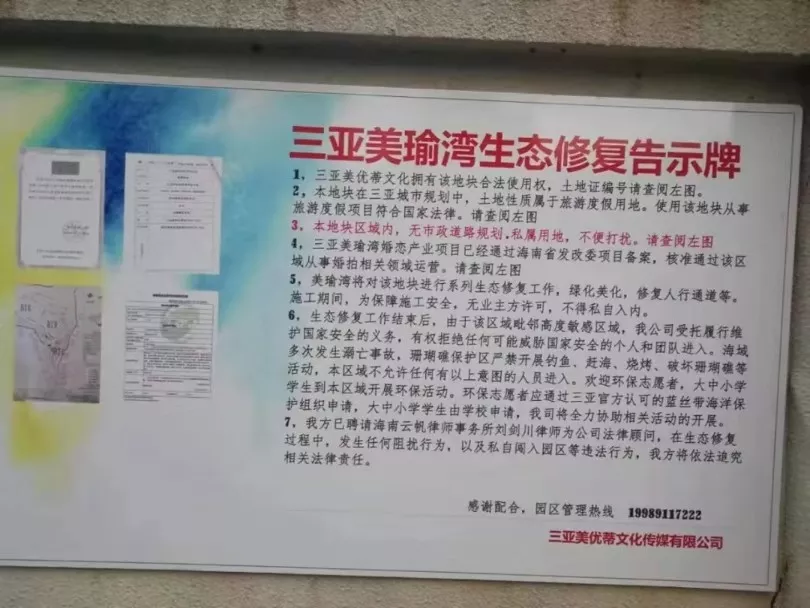 三亚美瑜湾生态修复告示牌
1，三亚美优蒂文化拥有该地块合法使用权，土地证编号请查阅左图。
2，本地块在三亚城市规划中，土地性质属于旅游度假用地。使用该地块从事
旅游度假项目符合国家法律。请查阅左图
3，本地块区域内，无市政道路规划.私属用地，不便打扰。请查阅左图
4，三亚美瑜湾婚恋产业项目已经通过海南省发改委项目备案，核准通过该区
域从事婚拍相关领域运营。请查阅左图
5，美瑜湾将对该地块进行系列生态修复工作，绿化美化，修复人行通道等。
施工期间，为保障施工安全，无业主方许可，不得私自入内。
6，生态修复工作结束后，由于该区域毗邻高度敏感区域，我公司受托履行维
护国家安全的义务，有权拒绝任何可能威胁国家安全的个人和团队进入。海域
多次发生溺亡事故，珊瑚礁保护区严禁开展钓鱼、赶海、烧烤、破坏珊瑚礁等
活动，本区域不允许任何有以上意图的人员进入。欢迎环保志愿者，大中小学
学生到本区域开展环保活动。环保志愿者应通过三亚官方认可的蓝丝带海洋保
护组织申请，大中小学学生由学校申请，我司将全力协助相关活动的开展。
7，我方已聘请海南云帆律师事务所刘剑川律师为公司法律顾问，在生态修复
过程中，发生任何阻扰行为，以及私自闯入园区等违法行为，我方将依法追究
相关法律责任。
感谢配合，园区管理热线 19989117222
三亚美优蒂文化传媒有限公司